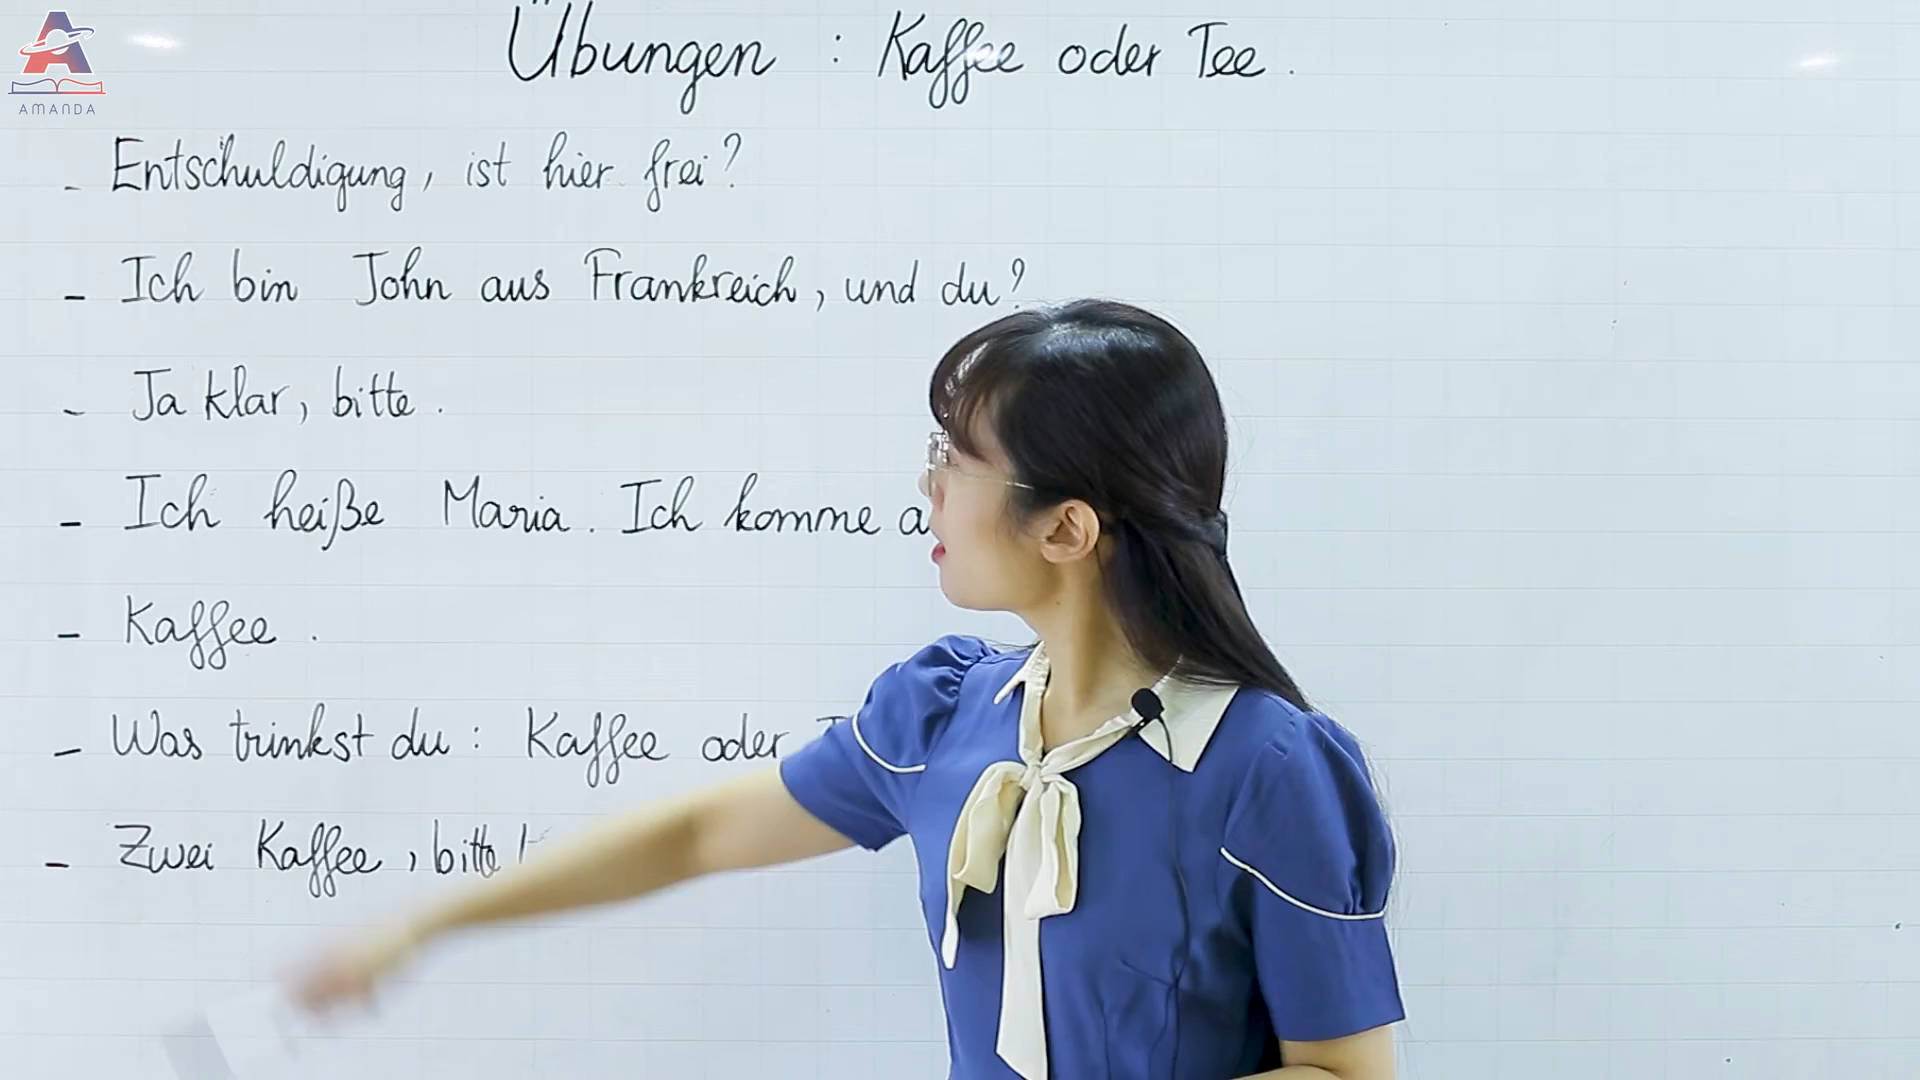 AMANDA
Übungen : Kaffee oder Tee.
- Entschuldigung, ist hier frei?
- Ich bin John aus Frankreich, und du?
- Ja klar, bitte.
- Ich heiße Maria. Ich komme
- Kaffee.
- Was trinkst du: Kaffee oder
- Zwei Kaffee, bitte!